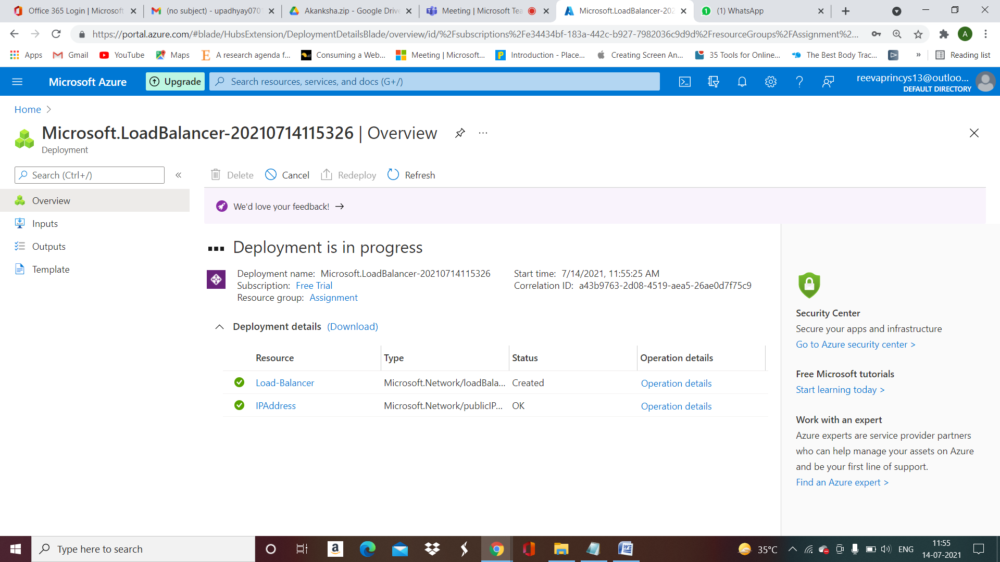 Office 365 Login | Microsoft
(no subject) - upadhyay070
Akanksha.zip - Google Drive
Meeting | Microsoft Tea
Microsoft.LoadBalancer-202
(1) WhatsApp
https://portal.azure.com/#blade/HubsExtension/DeploymentDetailsBlade/overview/id/%2Fsubscriptions%2Fe34434bf-183a-442c-b927-7982036c9d9d%2FresourceGroups%2FAssignment%2...
A
Apps
Gmail
YouTube
Maps
A research agenda f...
Consuming a Web...
Meeting | Microsoft...
Introduction - Place...
Creating Screen An...
35 Tools for Online...
The Best Body Trac...
»
Reading list
Microsoft Azure
Upgrade
Search resources, services, and docs (G+/)
reevaprincys13@outloo...
DEFAULT DIRECTORY
Home >
Microsoft.LoadBalancer-20210714115326 | Overview
...
Deployment
Search (Ctrl+/)
«
Delete
Cancel
Redeploy
Refresh
Overview
Inputs
Outputs
Template
We'd love your feedback! →
Deployment is in progress
Deployment name: Microsoft.LoadBalancer-20210714115326
Subscription: Free Trial
Resource group: Assignment
Start time: 7/14/2021, 11:55:25 AM
Correlation ID: a43b9763-2d08-4519-aea5-26ae0d7f75c9
Deployment details (Download)
Resource Type Status Operation details
Load-Balancer Microsoft.Network/loadBala... Created Operation details
IPAddress Microsoft.Network/publicIP... OK Operation details
Security Center
Secure your apps and infrastructure
Go to Azure security center >
Free Microsoft tutorials
Start learning today >
Work with an expert
Azure experts are service provider partners
who can help manage your assets on Azure
and be your first line of support.
Find an Azure expert >
Type here to search
35°C
ENG
11:55
14-07-2021